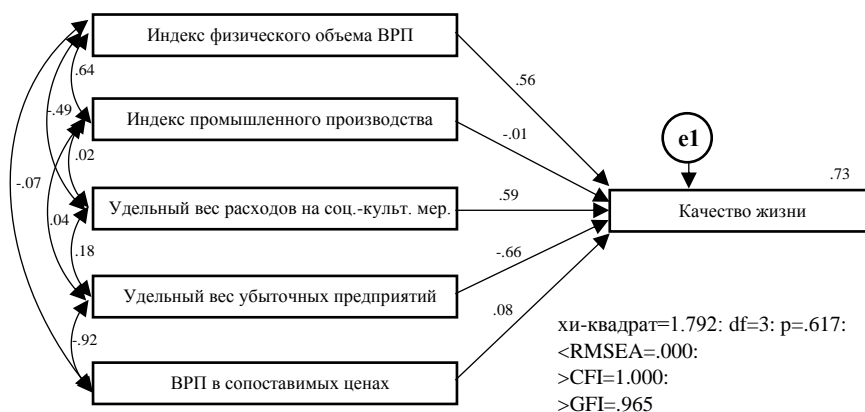 Индекс физического объема ВРП
.64
.56
-.49
Индекс промышленного производства
-.01
e1
.02
.73
-.07
Удельный вес расходов на соц.-культ. мер.
.59
Качество жизни
.04
.18
-.66
Удельный вес убыточных предприятий
.08
-.92
ВРП в сопоставимых ценах
хи-квадрат=1.792: df=3: p=.617:
<RMSEA=.000:
>CFI=1.000:
>GFI=.965